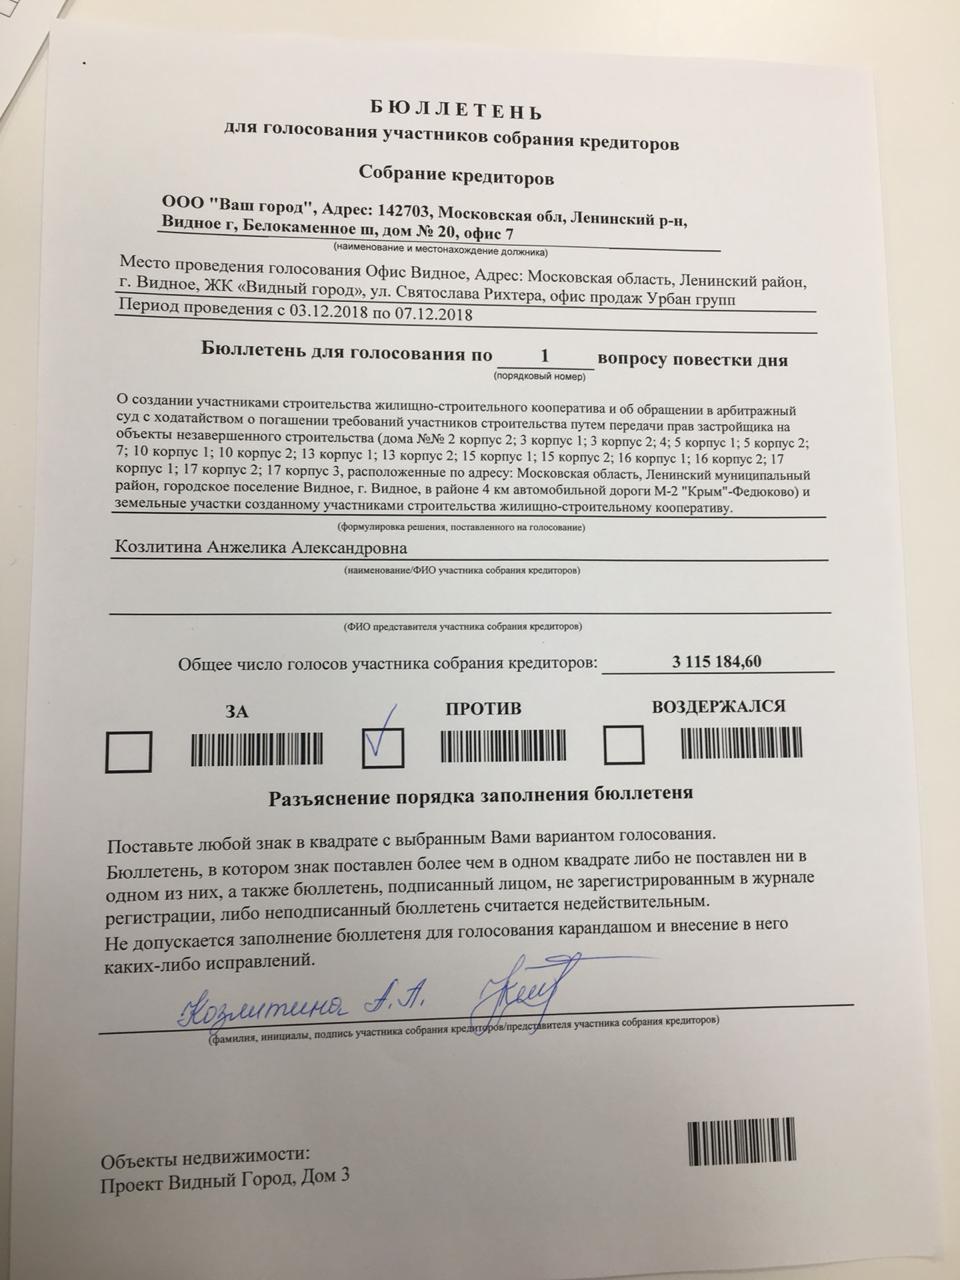 БЮЛЛЕТЕНЬ
для голосования участников собрания кредиторов
Собрание кредиторов
ООО "Ваш город", Адрес: 142703, Московская обл, Ленинский р-н,
Видное г, Белокаменное ш, дом № 20, офис 7
(наименование и местонахождение должника)
Место проведения голосования Офис Видное, Адрес: Московская область, Ленинский район,
г. Видное, ЖК «Видный город», ул. Святослава Рихтера, офис продаж Урбан групп
Период проведения с 03.12.2018 по 07.12.2018
Бюллетень для голосования по 1 вопросу повестки дня
(порядковый номер)
О создании участниками строительства жилищно-строительного кооператива и об обращении в арбитражный
суд с ходатайством о погашении требований участников строительства путем передачи прав застройщика на
объекты незавершенного строительства (дома №№ 2 корпус 2; 3 корпус 1; 3 корпус 2; 4; 5 корпус 1; 5 корпус 2;
7; 10 корпус 1; 10 корпус 2; 13 корпус 1; 13 корпус 2; 15 корпус 1; 15 корпус 2; 16 корпус 1; 16 корпус 2; 17
корпус 1; 17 корпус 2; 17 корпус 3, расположенные по адресу: Московская область, Ленинский муниципальный
район, городское поселение Видное, г. Видное, в районе 4 км автомобильной дороги М-2 "Крым"-Федюково) и
земельные участки созданному участниками строительства жилищно-строительному кооперативу.
(формулировка решения, поставленного на голосование)
Козлитина Анжелика Александровна
(наименование/ФИО участника собрания кредиторов)
(ФИО представителя участника собрания кредиторов)
Общее число голосов участника собрания кредиторов: 3 115 184,60
ЗА ПРОТИВ ВОЗДЕРЖАЛСЯ
Разъяснение порядка заполнения бюллетеня
Поставьте любой знак в квадрате с выбранным Вами вариантом голосования.
Бюллетень, в котором знак поставлен более чем в одном квадрате либо не поставлен ни в
одном из них, а также бюллетень, подписанный лицом, не зарегистрированным в журнале
регистрации, либо неподписанный бюллетень считается недействительным.
Не допускается заполнение бюллетеня для голосования карандашом и внесение в него
каких-либо исправлений.
Козлитина А.А.
(фамилия, инициалы, подпись участника собрания кредиторов/представителя участника собрания кредиторов)
Объекты недвижимости:
Проект Видный Город, Дом 3